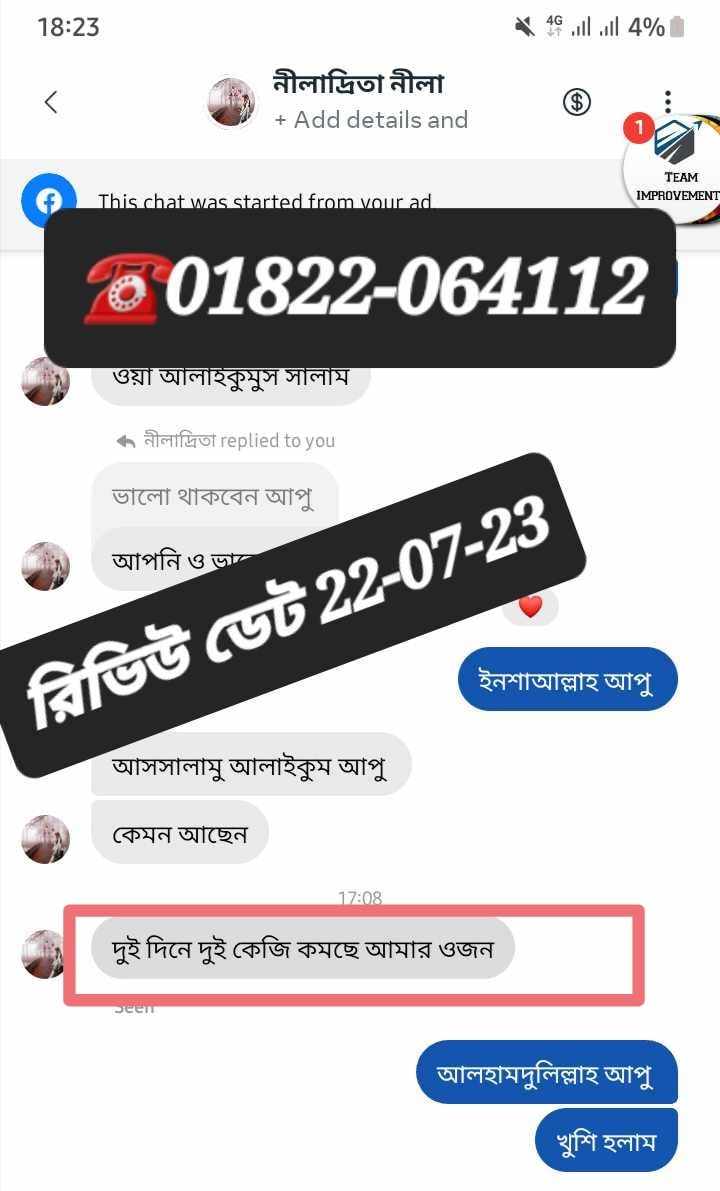 18:23
4G 4%
নীলাদ্রিতা নীলা
+ Add details and
1
TEAM
IMPROVEMENT
This chat was started from your ad.
01822-064112
ওয়া আলাইকুমুস সালাম
নীলাদ্রিতা replied to you
ভালো থাকবেন আপু
আপনি ও
রিভিউ ডেট 22-07-23
ইনশাআল্লাহ আপু
আসসালামু আলাইকুম আপু
কেমন আছেন
17:08
দুই দিনে দুই কেজি কমছে আমার ওজন
Seen
আলহামদুলিল্লাহ আপু
খুশি হলাম